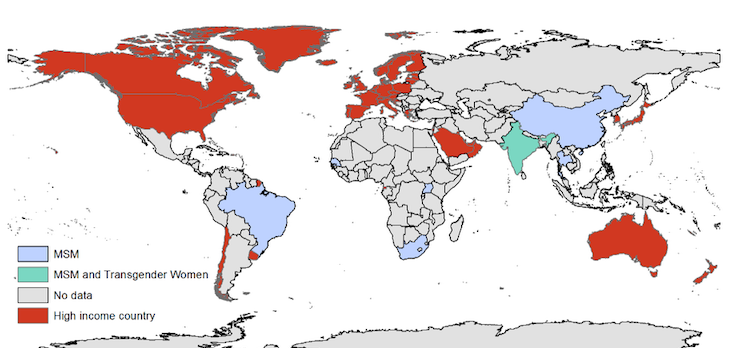 MSM
MSM and Transgender Women
No data
High income country